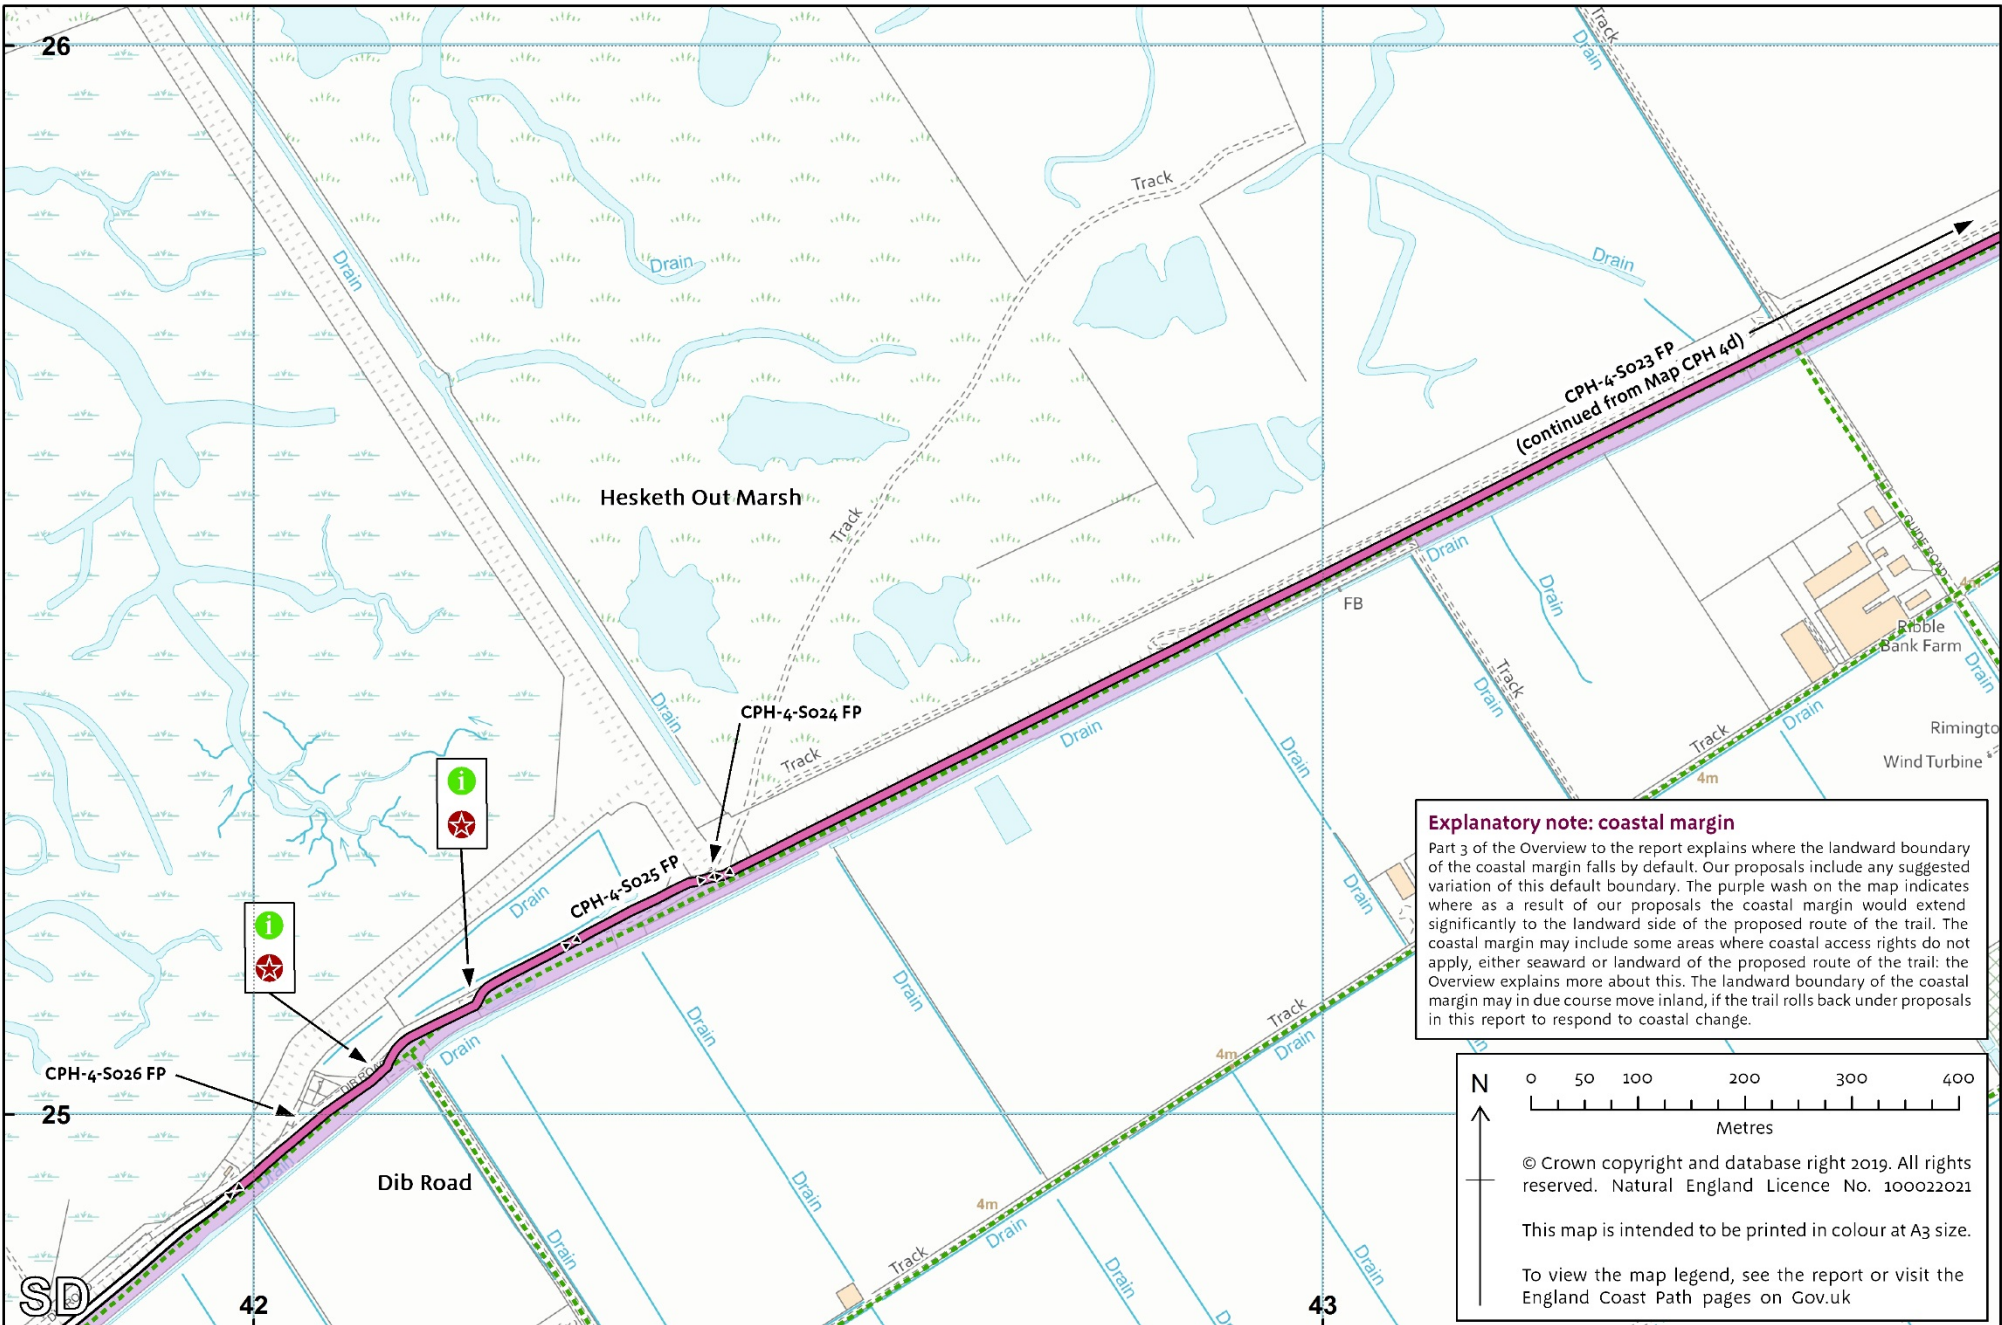 26
Track
Drain
Track
Drain
Drain
Drain
CPH-4-S023 FP
(continued from Map CPH 4d)
Hesketh Out Marsh
Track
Drain
GUIDE ROAD
FB
Drain
4m
Ribble
Bank Farm
Drain
Track
Drain
Drain
CPH-4-S024 FP
Drain
Track
Drain
Track
Drain
4m
Rimingto
Wind Turbine
i
i
CPH-4-S025 FP
Drain
Drain
Drain
Drain
Drain
Track
Drain
4m
CPH-4-S026 FP
DIB ROAD
25
Drain
Dib Road
Drain
4m
Drain
Track
Drain
Drain
Drain
SD
42
43
Explanatory note: coastal margin
Part 3 of the Overview to the report explains where the landward boundary
of the coastal margin falls by default. Our proposals include any suggested
variation of this default boundary. The purple wash on the map indicates
where as a result of our proposals the coastal margin would extend
significantly to the landward side of the proposed route of the trail. The
coastal margin may include some areas where coastal access rights do not
apply, either seaward or landward of the proposed route of the trail: the
Overview explains more about this. The landward boundary of the coastal
margin may in due course move inland, if the trail rolls back under proposals
in this report to respond to coastal change.
N
0 50 100 200 300 400
Metres
© Crown copyright and database right 2019. All rights
reserved. Natural England Licence No. 100022021
This map is intended to be printed in colour at A3 size.
To view the map legend, see the report or visit the
England Coast Path pages on Gov.uk